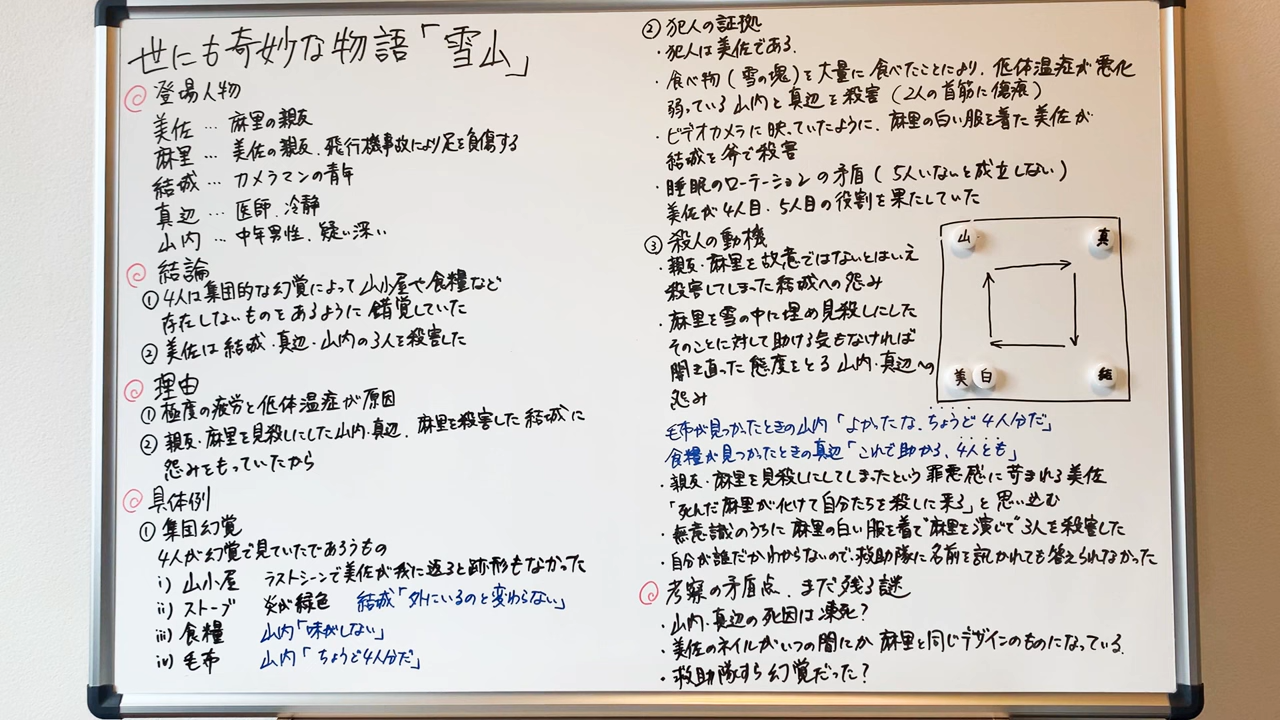 世にも奇妙な物語「雪山」
登場人物
美佐 … 麻里の親友
麻里 … 美佐の親友、飛行機事故により足を負傷する
結城 … カメラマンの青年
真辺 … 医師、冷静
山内 … 中年男性、疑い深い
結論
① 4人は集団的な幻覚によって山小屋や食糧など
存在しないものをあるように錯覚していた
② 美佐は結城・真辺・山内の3人を殺害した
理由
① 極度の疲労と低体温症が原因
② 親友・麻里を見殺しにした山内・真辺、麻里を殺害した結城に
怨みをもっていたから
具体例
① 集団幻覚
4人が幻覚で見ていたであろうもの
i) 山小屋 ラストシーンで美佐が我に返ると跡形もなかった
ii) ストーブ 炎が緑色 結城「外にいるのと変わらない」
iii) 食糧 山内「味がしない」
iv) 毛布 山内「ちょうど4人分だ」
② 犯人の証拠
・犯人は美佐である.
・食べ物(雪の塊)を大量に食べたことにより、低体温症が悪化
弱っている山内と真辺を殺害(2人の首筋に傷痕)
・ビデオカメラに映っていたように、麻里の白い服を着た美佐が
結城を斧で殺害
・睡眠のローテーションの矛盾(5人いないと成立しない)
美佐が4人目・5人目の役割を果たしていた
③ 殺人の動機
・親友・麻里を故意ではないとはいえ
殺害してしまった結城への怨み
・麻里を雪の中に埋め見殺しにした
そのことに対して助ける気もなければ
開き直った態度をとる山内・真辺への
怨み
山 真
美 白 結
毛布が見つかったときの山内「よかったな、ちょうど4人分だ」
食糧が見つかったときの真辺「これで助かる、4人とも」
・親友・麻里を見殺しにしてしまったという罪悪感に苛まれる美佐
「死んだ麻里が化けて自分たちを殺しに来る」と思い込む
・無意識のうちに麻里の白い服を着て麻里を演じて3人を殺害した
・自分が誰だかわからないので、救助隊に名前を訊かれても答えられなかった
考察の矛盾点、まだ残る謎
・山内・真辺の死因は凍死?
・美佐のネイルがいつの間にか麻里と同じデザインのものになっている.
・救助隊すら幻覚だった?